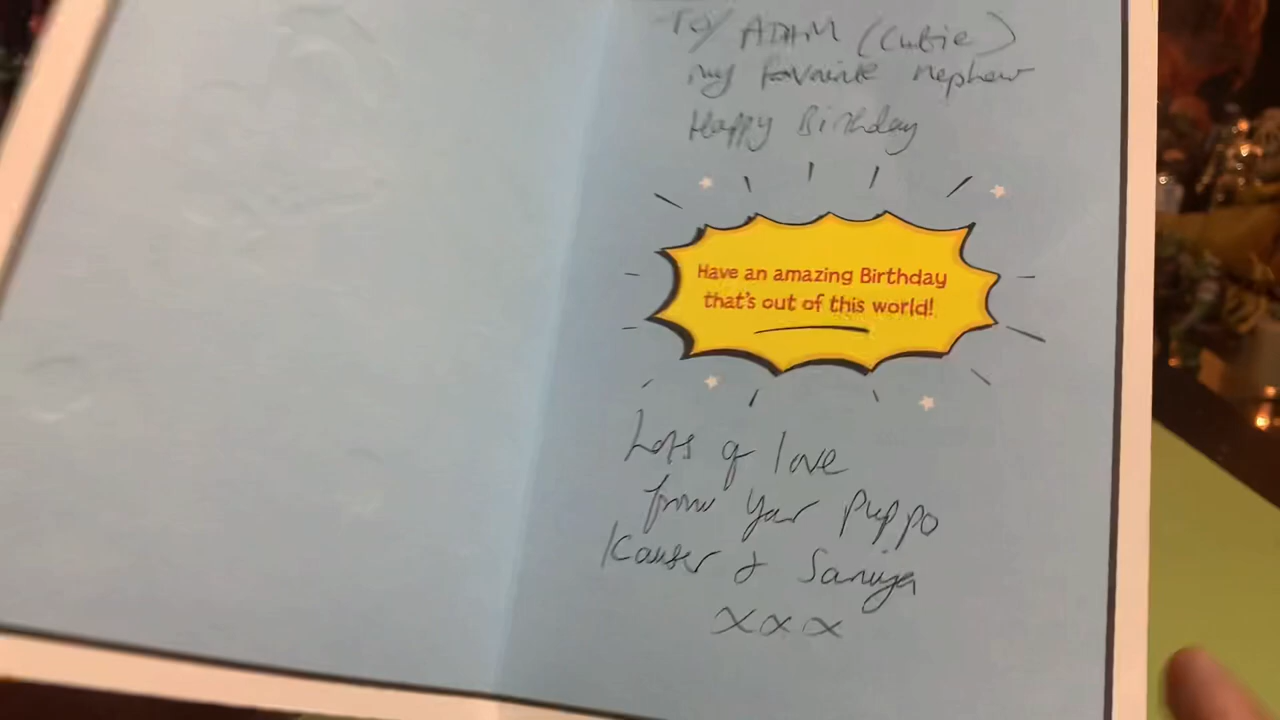 To/ ADAM (Cutie)
my favourite nephew
Happy Birthday
Have an amazing Birthday
that's out of this world!
Lots of love
from your Puppo
Kauser & Saniya
xxx